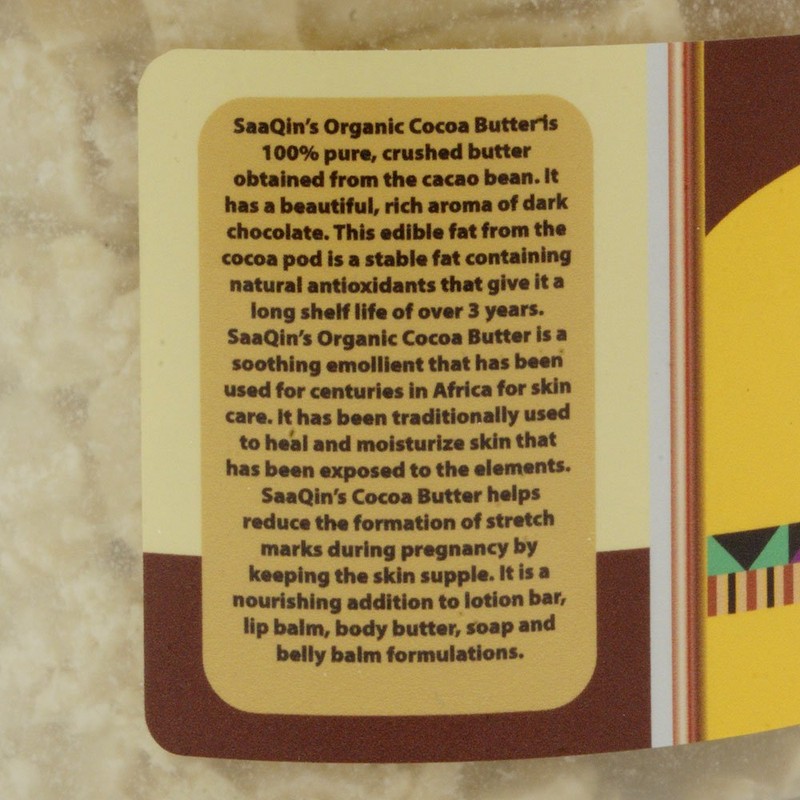 SaaQin's Organic Cocoa Butter is
100% pure, crushed butter
obtained from the cacao bean. It
has a beautiful, rich aroma of dark
chocolate. This edible fat from the
cocoa pod is a stable fat containing
natural antioxidants that give it a
long shelf life of over 3 years.
SaaQin's Organic Cocoa Butter is a
soothing emollient that has been
used for centuries in Africa for skin
care. It has been traditionally used
to heal and moisturize skin that
has been exposed to the elements.
SaaQin's Cocoa Butter helps
reduce the formation of stretch
marks during pregnancy by
keeping the skin supple. It is a
nourishing addition to lotion bar,
lip balm, body butter, soap and
belly balm formulations.